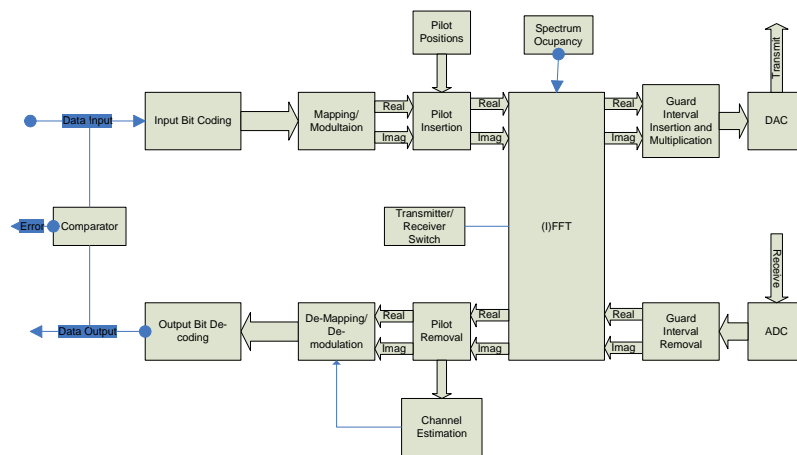 Pilot
Positions
Spectrum
Ocupancy
Transmit
Data Input
Input Bit Coding
Mapping/
Modultaion
Real
Imag
Pilot
Insertion
Real
Imag
Real
Imag
Guard
Interval
Insertion and
Multiplication
DAC
Error
Comparator
Transmitter/
Receiver
Switch
(I)FFT
Receive
Data Output
Output Bit De-
coding
De-Mapping/
De-
modulation
Real
Imag
Pilot
Removal
Real
Imag
Real
Imag
Guard
Interval
Removal
ADC
Channel
Estimation